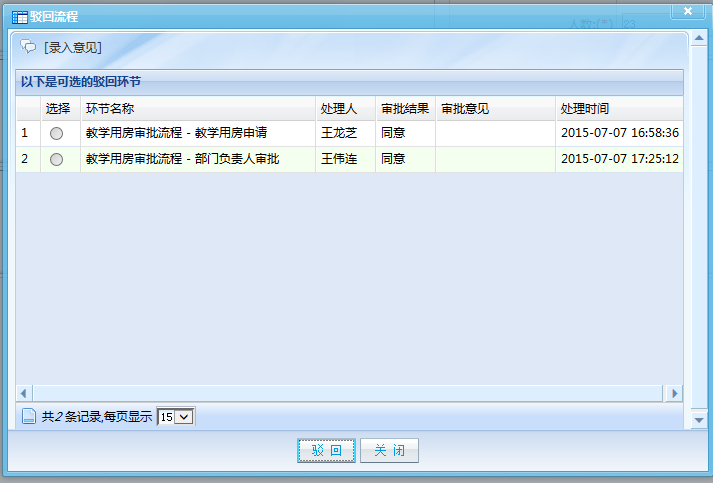 驳回流程
人数:(*) 23
[录入意见]
以下是可选的驳回环节
选择 环节名称 处理人 审批结果 审批意见 处理时间
1 教学用房审批流程 - 教学用房申请 王龙芝 同意 2015-07-07 16:58:36
2 教学用房审批流程 - 部门负责人审批 王伟连 同意 2015-07-07 17:25:12
共2条记录,每页显示 15
驳 回 关 闭